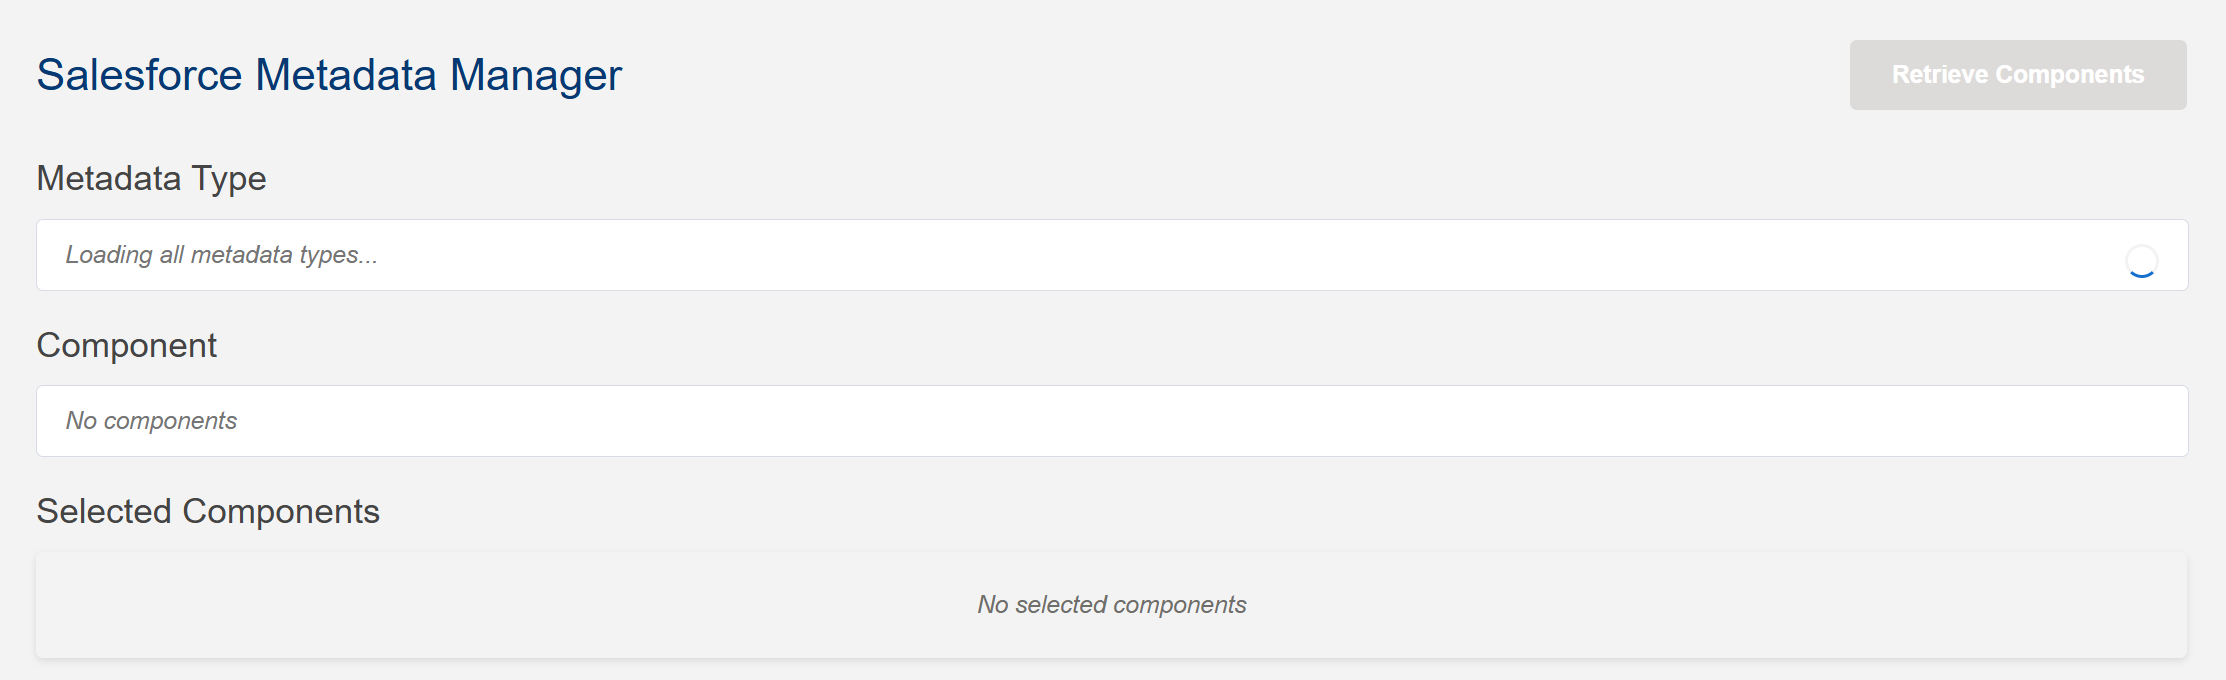 Salesforce Metadata Manager
Retrieve Components
Metadata Type
Loading all metadata types...
Component
No components
Selected Components
No selected components